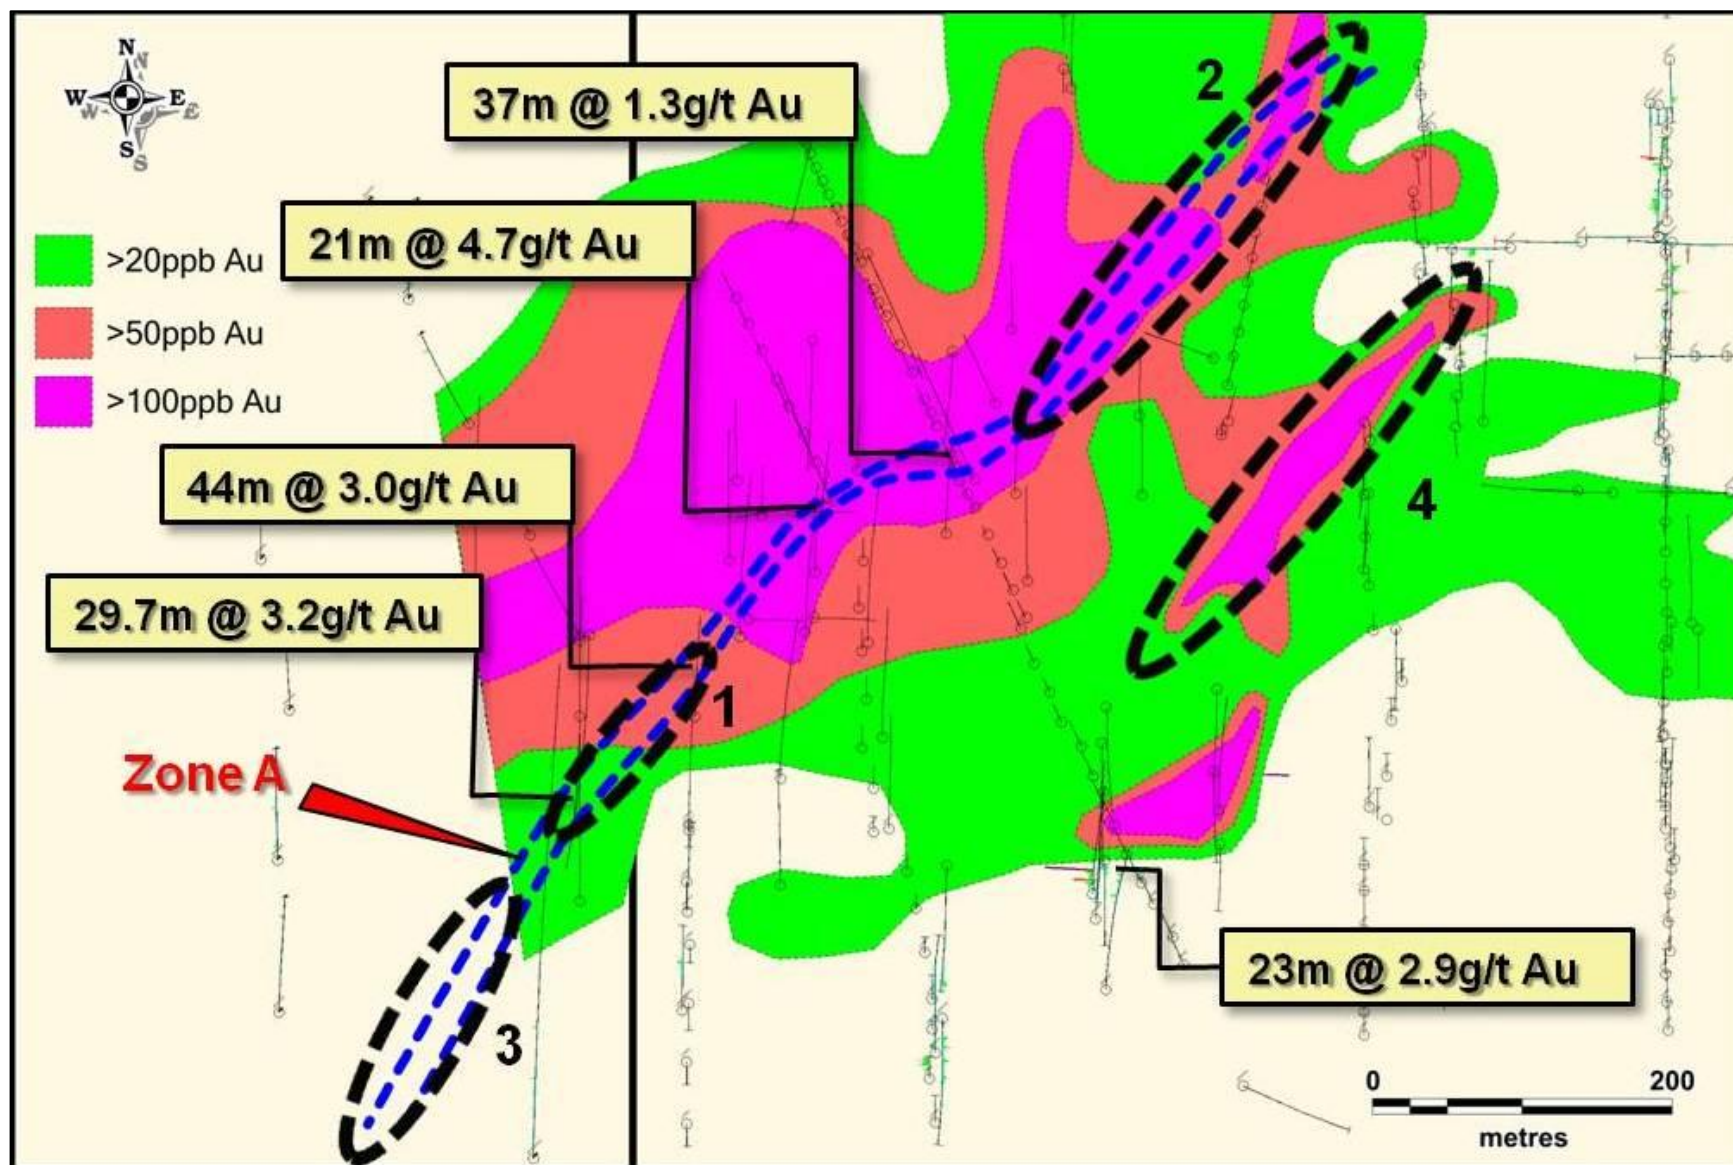 N
N
W
E
W
E
S
S
37m @ 1.3g/t Au
2
21m @ 4.7g/t Au
>20ppb Au
>50ppb Au
>100ppb Au
44m @ 3.0g/t Au
4
29.7m @ 3.2g/t Au
1
Zone A
23m @ 2.9g/t Au
3
0 200
metres